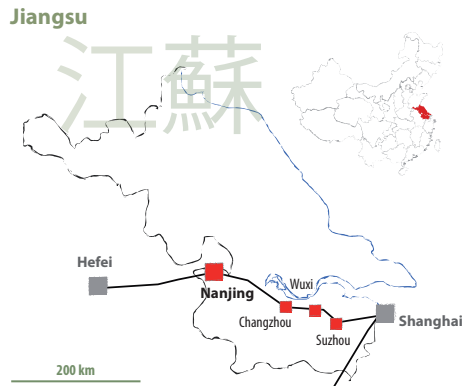 Jiangsu
江蘇
Hefei
Nanjing
Wuxi
Changzhou
Suzhou
Shanghai
200 km